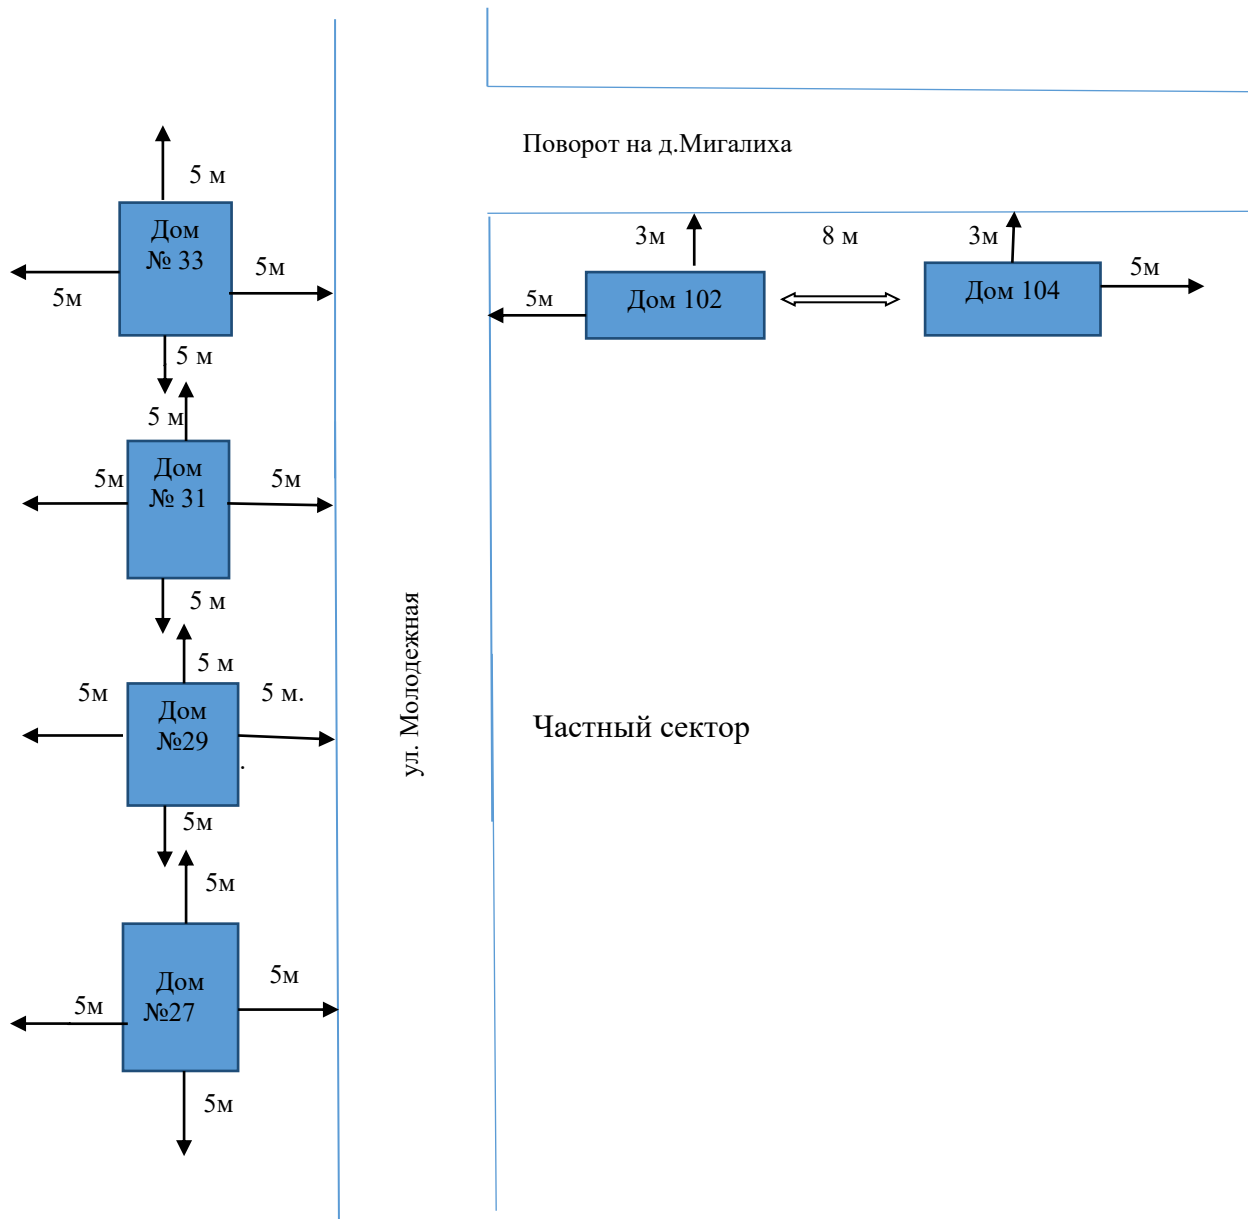 Поворот на д.Мигалиха
5 м
Дом
№ 33
5м
5м
5 м
3м
8 м
3м
5м
5м
Дом 102
Дом 104
5 м
Дом
№ 31
5м
5м
5 м
5 м
Дом
№29
5м
5 м.
.
5м
ул. Молодежная
Частный сектор
5м
Дом
№27
5м
5м
5м